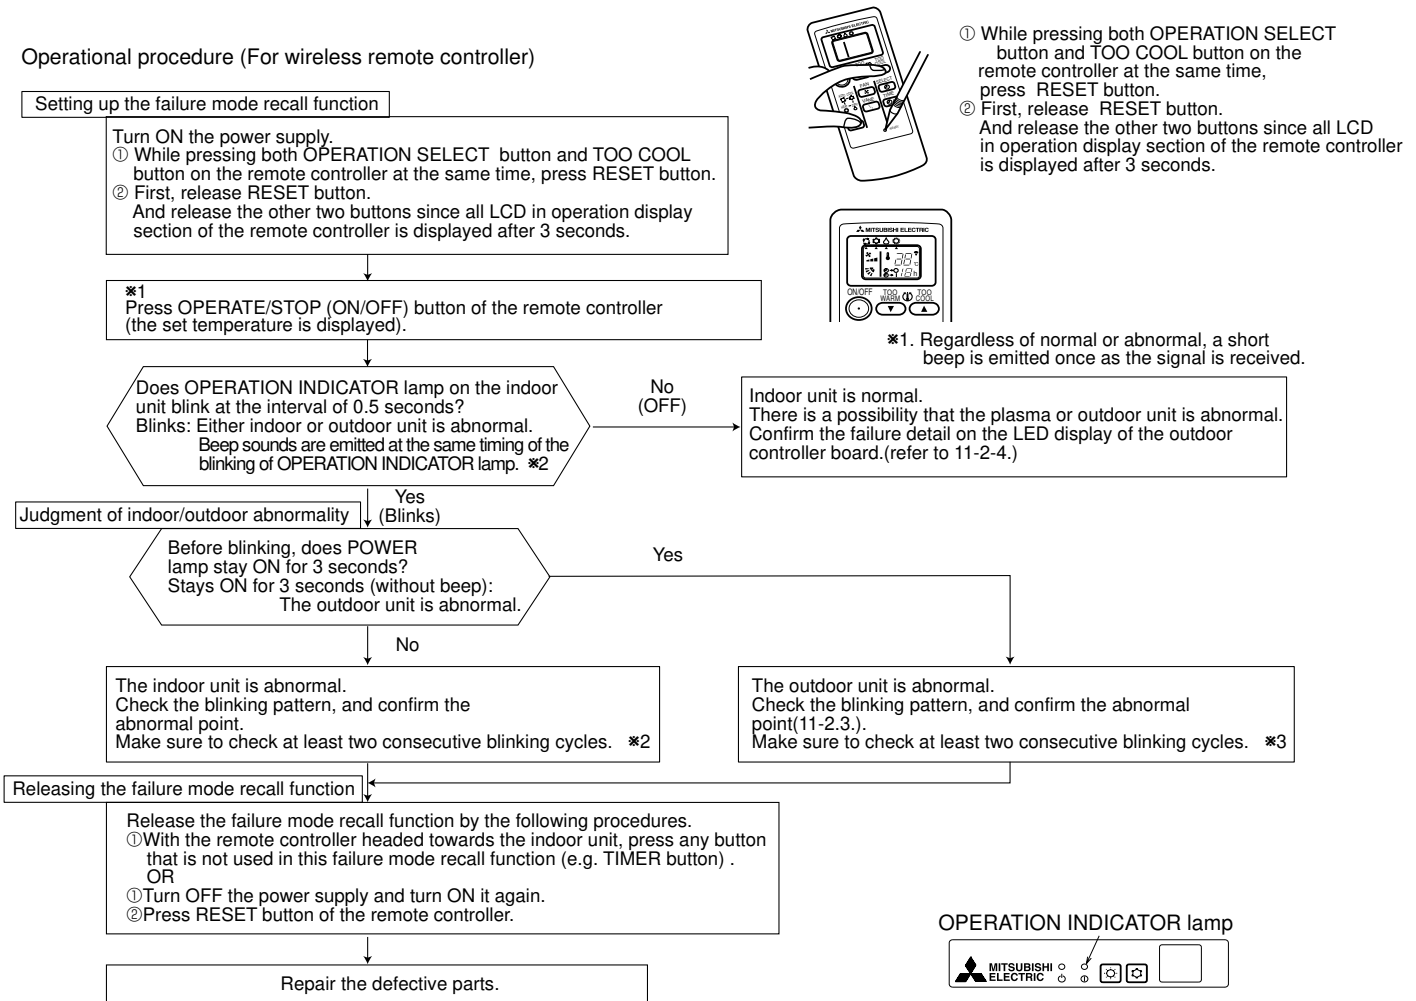 Operational procedure (For wireless remote controller)
Setting up the failure mode recall function
Turn ON the power supply.
① While pressing both OPERATION SELECT button and TOO COOL
button on the remote controller at the same time, press RESET button.
② First, release RESET button.
And release the other two buttons since all LCD in operation display
section of the remote controller is displayed after 3 seconds.
① While pressing both OPERATION SELECT
button and TOO COOL button on the
remote controller at the same time,
press RESET button.
② First, release RESET button.
And release the other two buttons since all LCD
in operation display section of the remote controller
is displayed after 3 seconds.
MITSUBISHI ELECTRIC
ON/OFF
TOO WARM
TOO COOL
※1
Press OPERATE/STOP (ON/OFF) button of the remote controller
(the set temperature is displayed).
※1. Regardless of normal or abnormal, a short
beep is emitted once as the signal is received.
Does OPERATION INDICATOR lamp on the indoor
unit blink at the interval of 0.5 seconds?
Blinks: Either indoor or outdoor unit is abnormal.
Beep sounds are emitted at the same timing of the
blinking of OPERATION INDICATOR lamp. ※2
No
(OFF)
Indoor unit is normal.
There is a possibility that the plasma or outdoor unit is abnormal.
Confirm the failure detail on the LED display of the outdoor
controller board.(refer to 11-2-4.)
Yes
(Blinks)
Judgment of indoor/outdoor abnormality
Before blinking, does POWER
lamp stay ON for 3 seconds?
Stays ON for 3 seconds (without beep):
The outdoor unit is abnormal.
Yes
No
The indoor unit is abnormal.
Check the blinking pattern, and confirm the
abnormal point.
Make sure to check at least two consecutive blinking cycles. ※2
The outdoor unit is abnormal.
Check the blinking pattern, and confirm the abnormal
point(11-2.3.).
Make sure to check at least two consecutive blinking cycles. ※3
Releasing the failure mode recall function
Release the failure mode recall function by the following procedures.
①With the remote controller headed towards the indoor unit, press any button
that is not used in this failure mode recall function (e.g. TIMER button) .
OR
①Turn OFF the power supply and turn ON it again.
②Press RESET button of the remote controller.
Repair the defective parts.
OPERATION INDICATOR lamp
MITSUBISHI
ELECTRIC